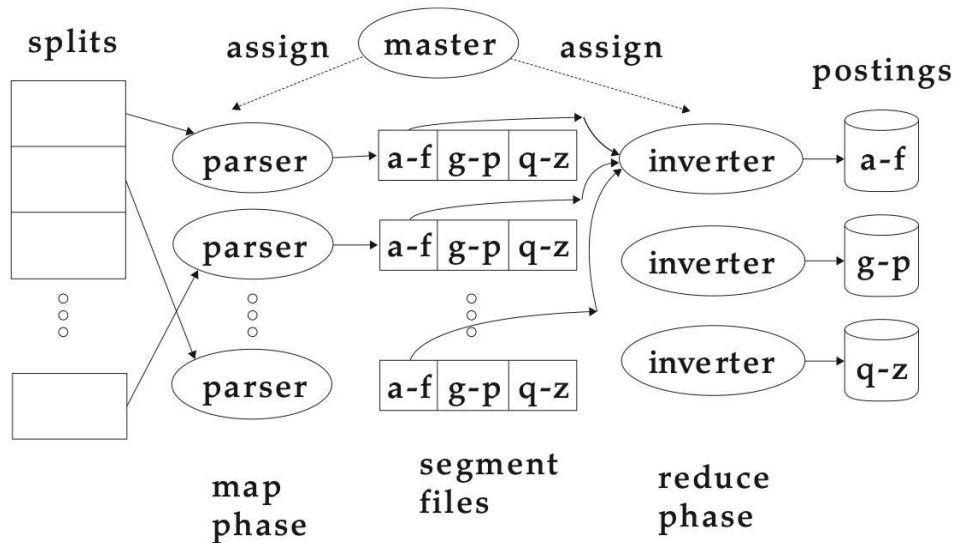 splits
assign
master
assign
postings
parser
a-f g-p q-z
inverter
a-f
parser
a-f g-p q-z
inverter
g-p
parser
a-f g-p q-z
inverter
q-z
map
phase
segment
files
reduce
phase